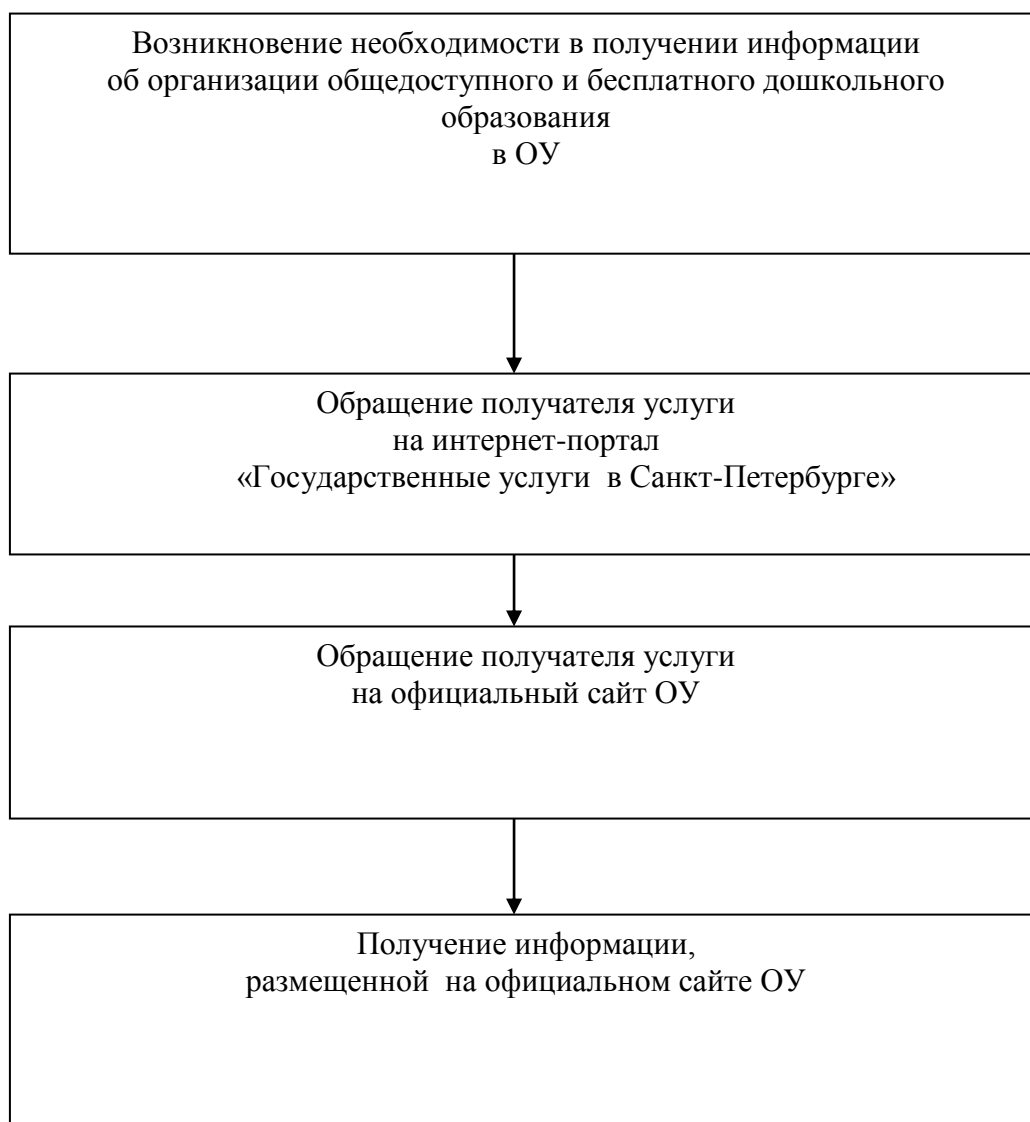 Возникновение необходимости в получении информации
об организации общедоступного и бесплатного дошкольного
образования
в ОУ
Обращение получателя услуги
на интернет-портал
«Государственные услуги  в Санкт-Петербурге»
Обращение получателя услуги
на официальный сайт ОУ
Получение информации,
размещенной  на официальном сайте ОУ